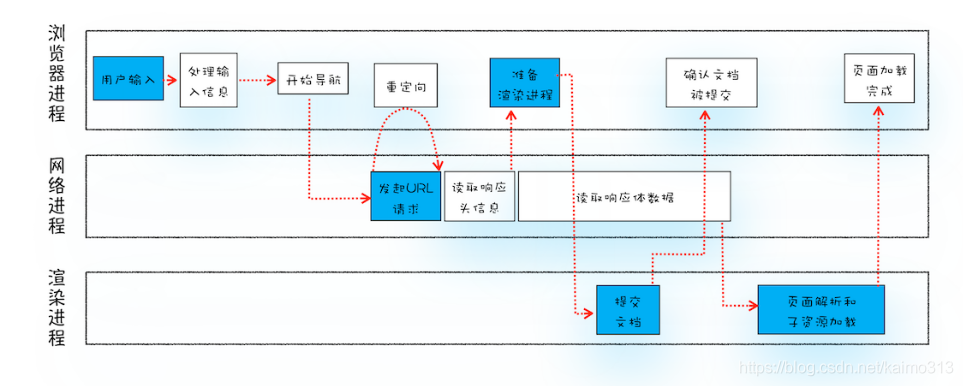 浏览器进程
用户输入
处理输
入信息
开始导航
重定向
准备
渲染进程
确认文档
被提交
页面加载
完成
网络进程
发起URL
请求
读取响应
头信息
读取响应体数据
渲染进程
提交
文档
页面解析和
子资源加载
https://blog.csdn.net/kaimo313